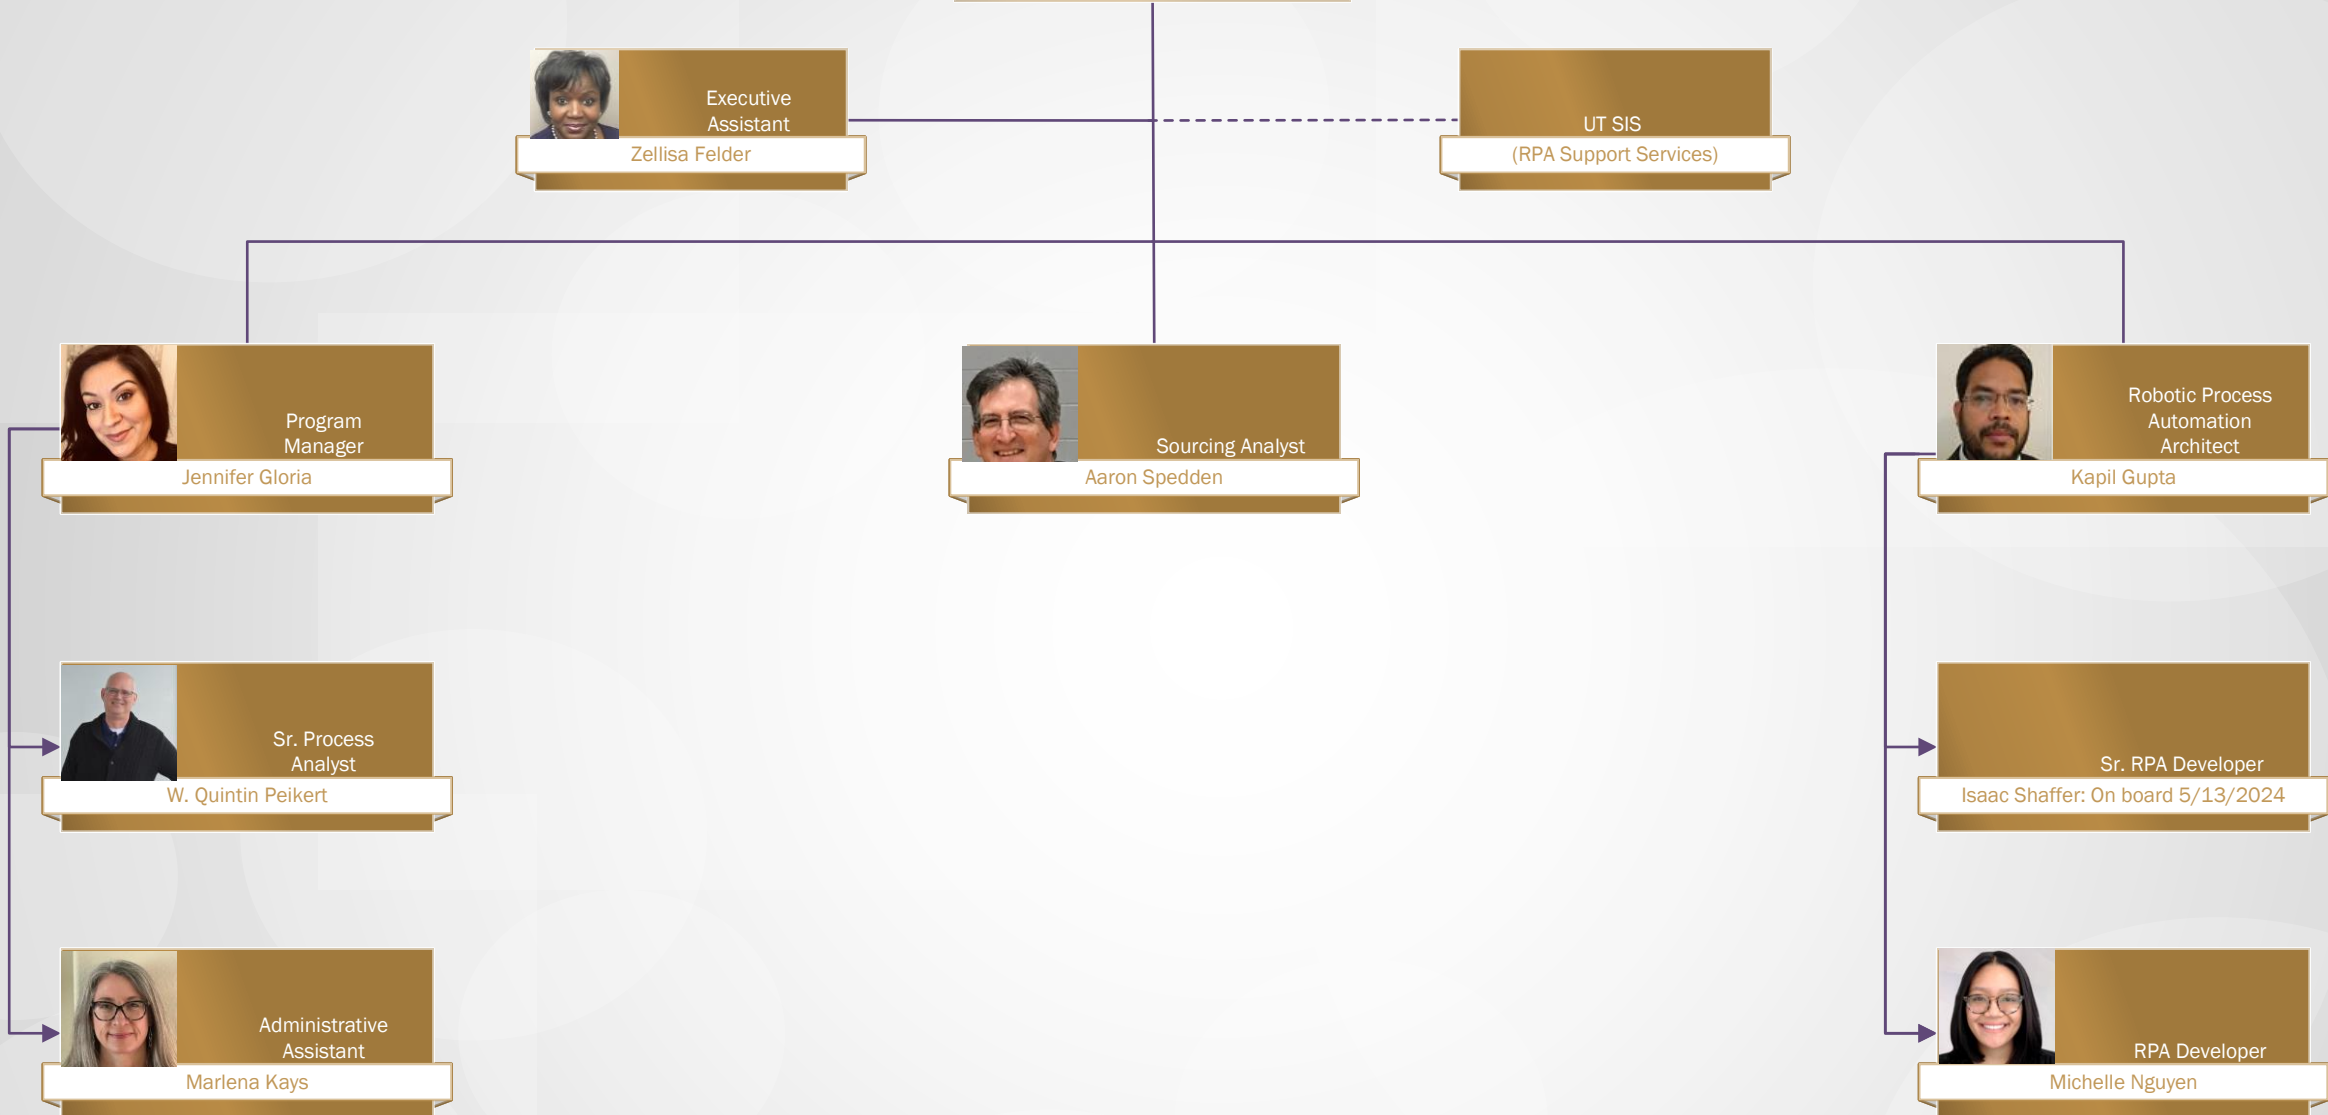 Executive
Assistant
Zellisa Felder
UT SIS
(RPA Support Services)
Program
Manager
Jennifer Gloria
Sourcing Analyst
Aaron Spedden
Robotic Process
Automation
Architect
Kapil Gupta
Sr. Process
Analyst
W. Quintin Peikert
Sr. RPA Developer
Isaac Shaffer: On board 5/13/2024
Administrative
Assistant
Marlena Kays
RPA Developer
Michelle Nguyen